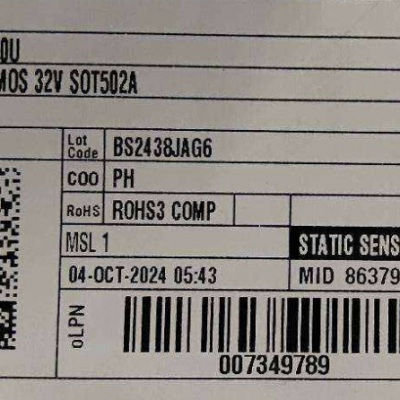 0U
MOS 32V SOT502A
Lot Code BS2438JAG6
COO PH
RoHS ROHS3 COMP
MSL 1
STATIC SENS
04-OCT-2024 05:43
MID 86379
oLPN
007349789